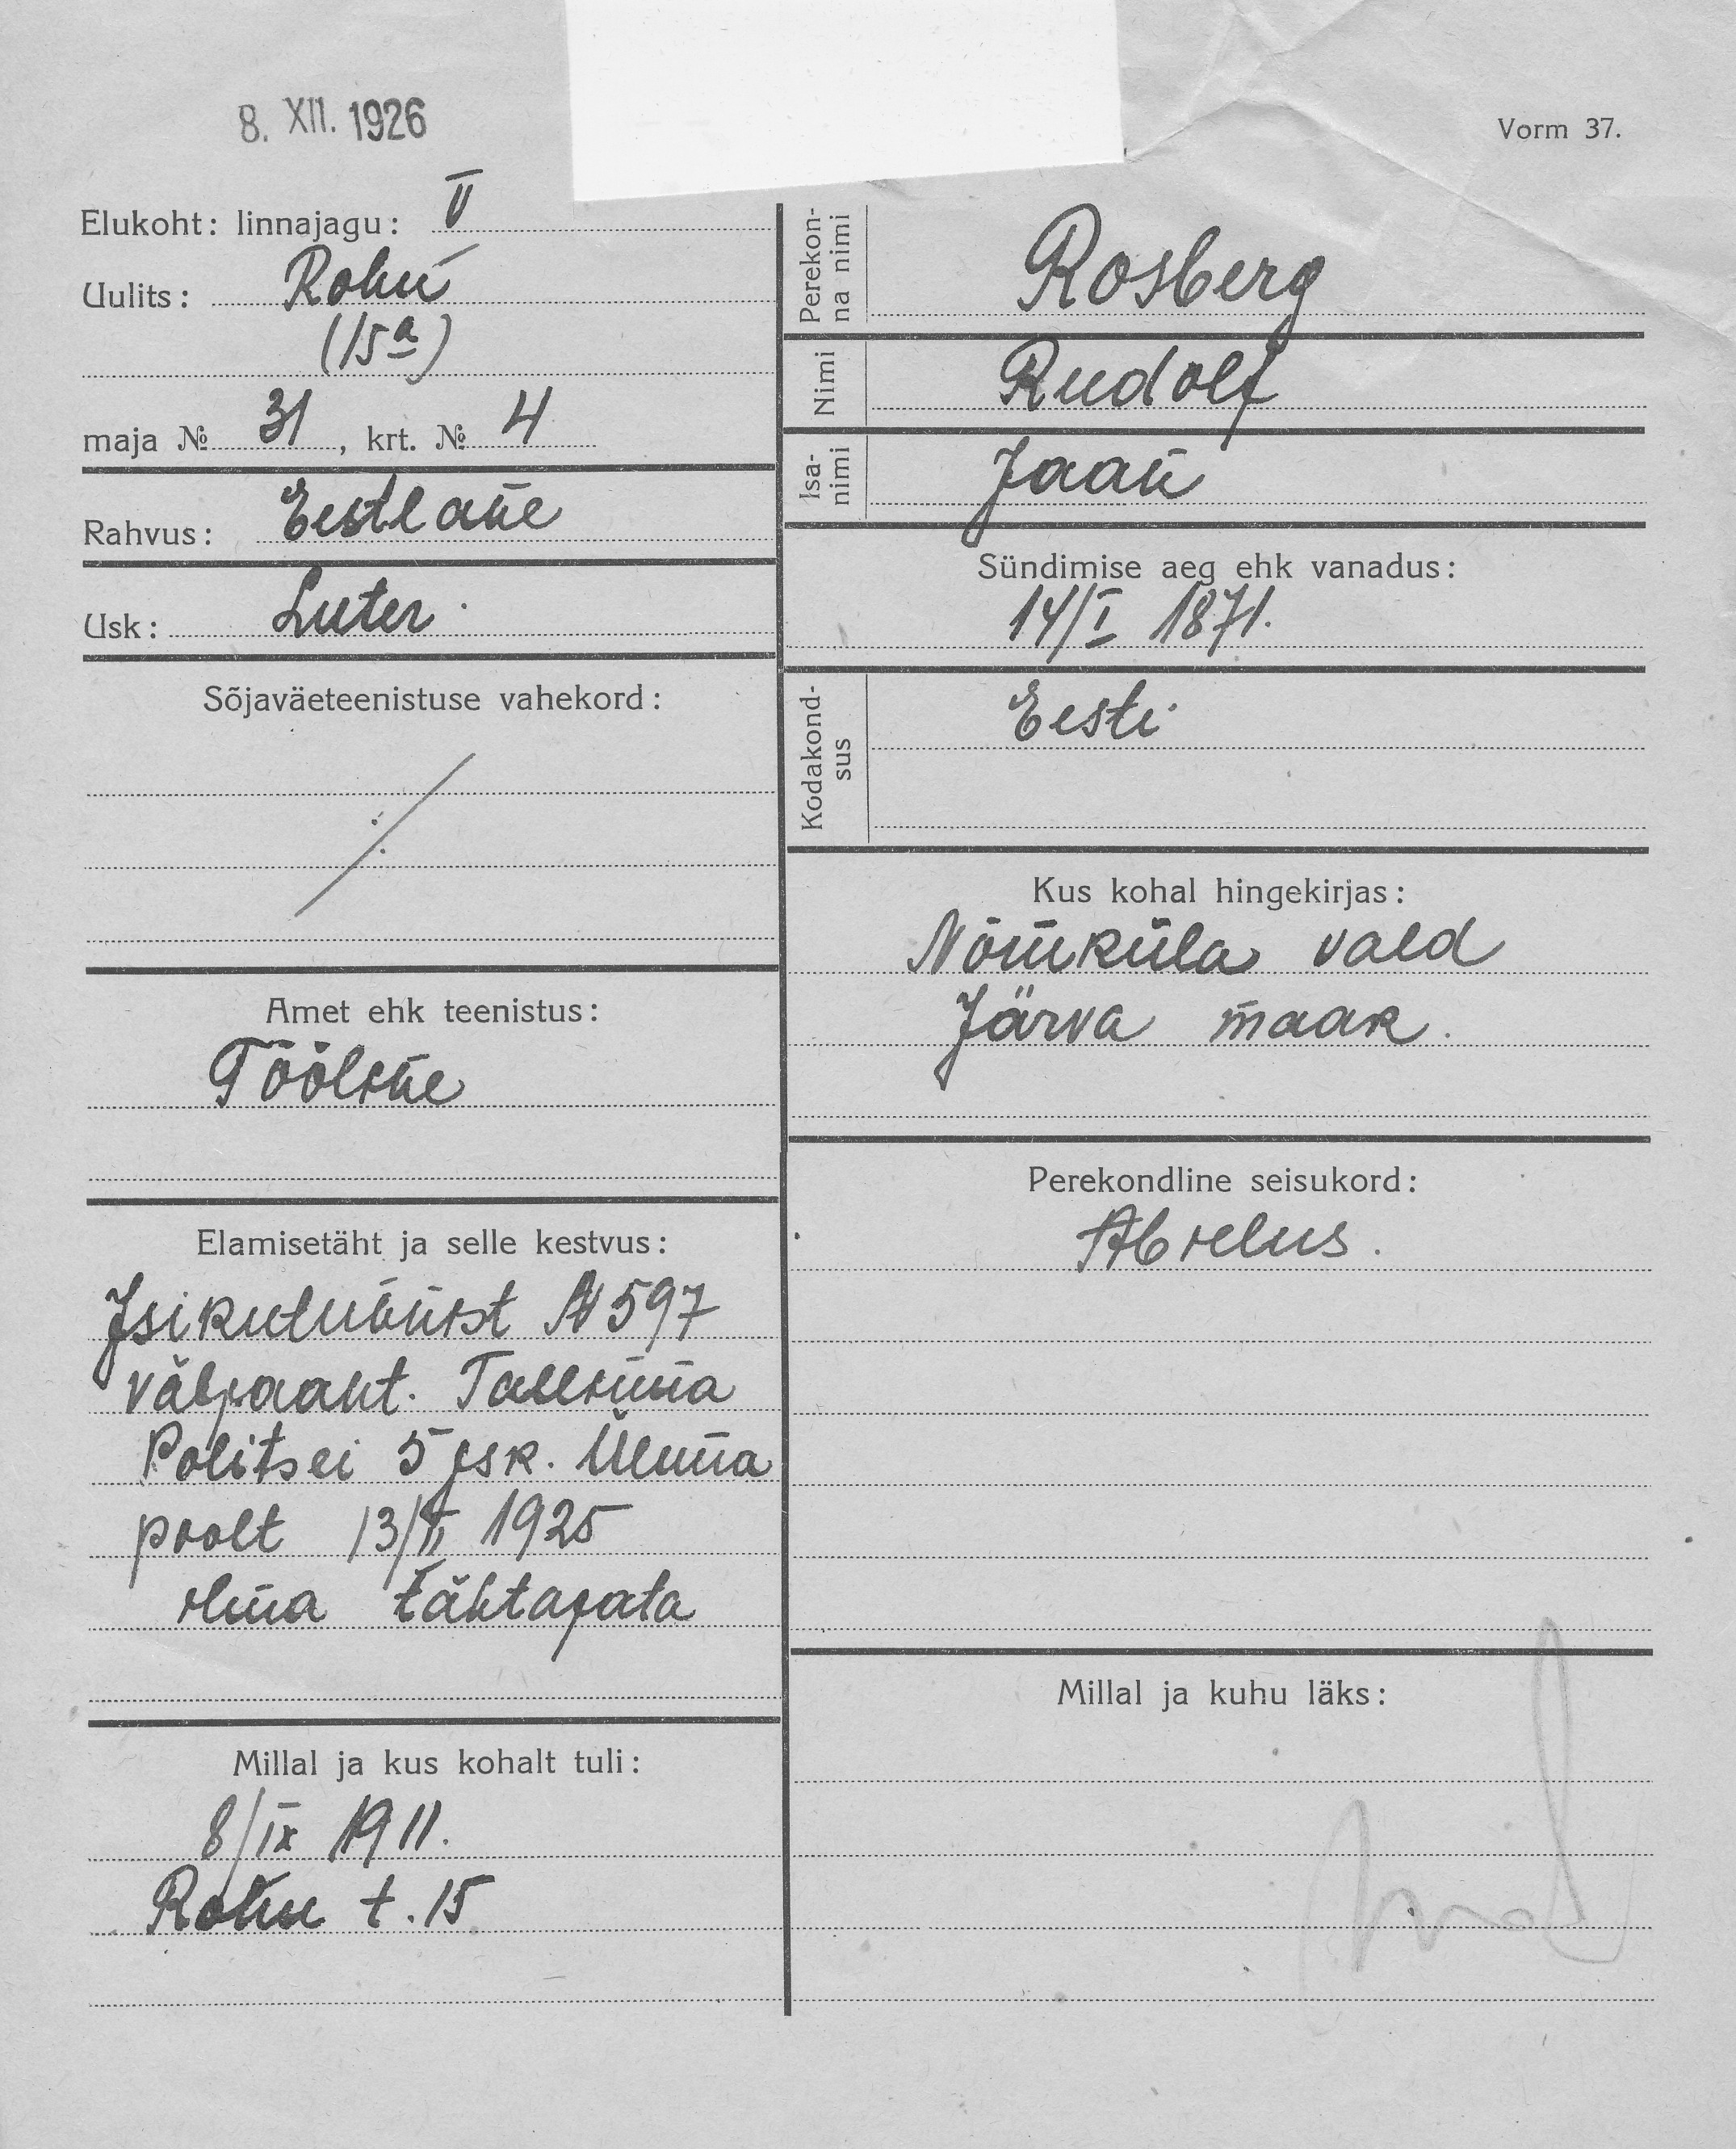 8. XII. 1926
Vorm 37.
Elukoht: linnajagu: V
Uulits: Rohu
(15a)
maja № 31, krt. № 4
Rahvus: Eestlane
Usk: Luter.
Sõjaväeteenistuse vahekord:
Amet ehk teenistus:
Tööline
Elamisetäht ja selle kestvus:
Isikutunnist N 597
väljaant. Tallinna
Politsei 5 jsk. Ülema
poolt 13/II 1925
ilma tähtajata
Millal ja kus kohalt tuli:
8/IX 1911.
Rohu t. 15
Perekon-
na nimi
Rosberg
Nimi Rudolf
Isa-
nimi
Jaan
Sündimise aeg ehk vanadus:
14/I 1871.
Kodakond-
sus
Eesti
Kus kohal hingekirjas:
Nõmküla vald
Järva maak.
Perekondline seisukord:
Abielus.
Millal ja kuhu läks: